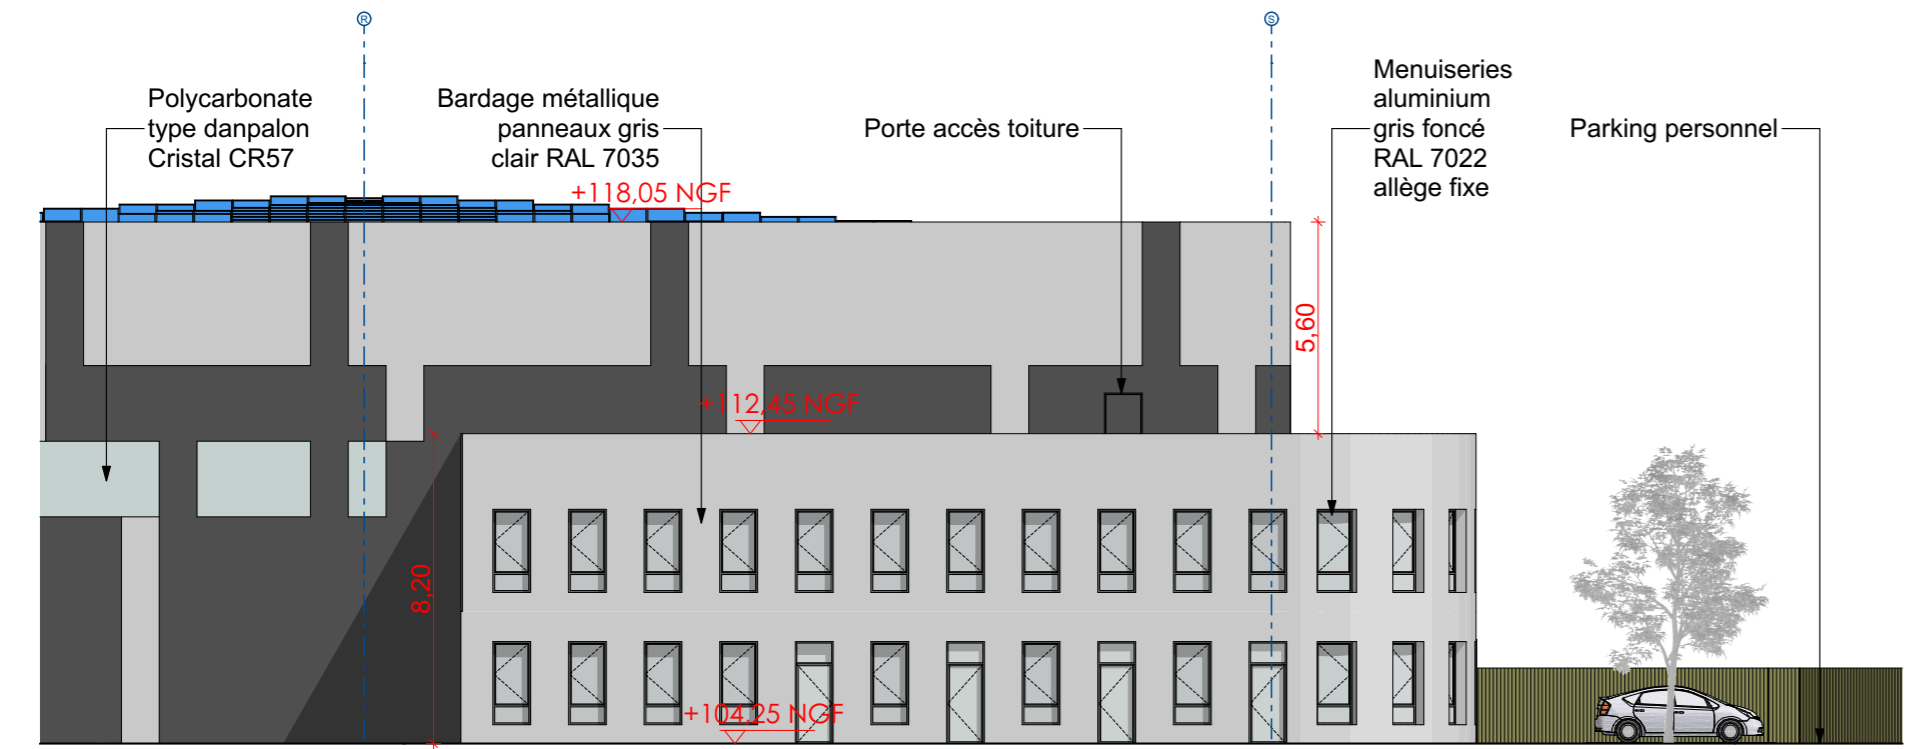 R
S
Polycarbonate
type danpalon
Cristal CR57
Bardage métallique
panneaux gris
clair RAL 7035
Porte accès toiture
Menuiseries
aluminium
gris foncé
RAL 7022
allège fixe
Parking personnel
+118,05 NGF
5,60
+112,45 NGF
8,20
+104,25 NGF